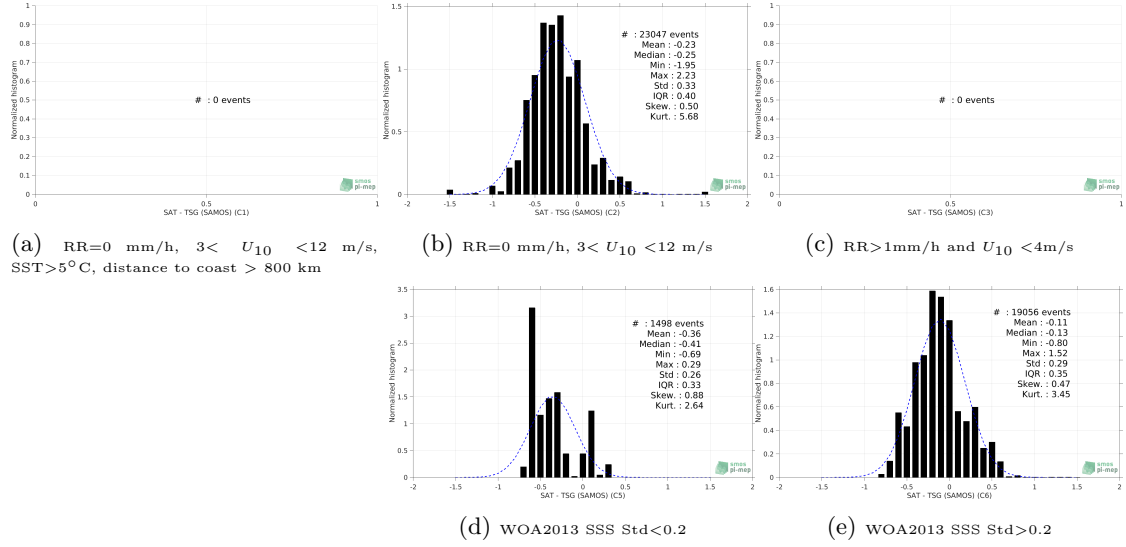 1
0.9
0.8
0.7
0.6
0.5
0.4
0.3
0.2
0.1
0
Normalized histogram
# : 0 events
smos
pi-mep
0 0.5 1
SAT - TSG (SAMOS) (C1)
(a) RR=0 mm/h, 3< U10 <12 m/s,
SST>5°C, distance to coast > 800 km
1.5
1
0.5
0
Normalized histogram
# : 23047 events
Mean : -0.23
Median : -0.25
Min : -1.95
Max : 2.23
Std : 0.33
IQR : 0.40
Skew. : 0.50
Kurt. : 5.68
smos
pi-mep
-2 -1.5 -1 -0.5 0 0.5 1 1.5 2
SAT - TSG (SAMOS) (C2)
(b) RR=0 mm/h, 3< U10 <12 m/s
1
0.9
0.8
0.7
0.6
0.5
0.4
0.3
0.2
0.1
0
Normalized histogram
# : 0 events
smos
pi-mep
0 0.5 1
SAT - TSG (SAMOS) (C3)
(c) RR>1mm/h and U10 <4m/s
3.5
3
2.5
2
1.5
1
0.5
0
Normalized histogram
# : 1498 events
Mean : -0.36
Median : -0.41
Min : -0.69
Max : 0.29
Std : 0.26
IQR : 0.33
Skew. : 0.88
Kurt. : 2.64
smos
pi-mep
-2 -1.5 -1 -0.5 0 0.5 1 1.5 2
SAT - TSG (SAMOS) (C5)
(d) WOA2013 SSS Std<0.2
1.6
1.4
1.2
1
0.8
0.6
0.4
0.2
0
Normalized histogram
# : 19056 events
Mean : -0.11
Median : -0.13
Min : -0.80
Max : 1.52
Std : 0.29
IQR : 0.35
Skew. : 0.47
Kurt. : 3.45
smos
pi-mep
-2 -1.5 -1 -0.5 0 0.5 1 1.5 2
SAT - TSG (SAMOS) (C6)
(e) WOA2013 SSS Std>0.2